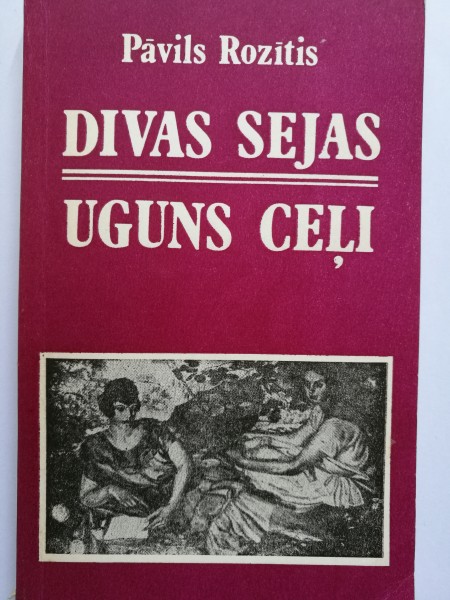 Pāvils Rozītis
DIVAS SEJAS
UGUNS CEĻI